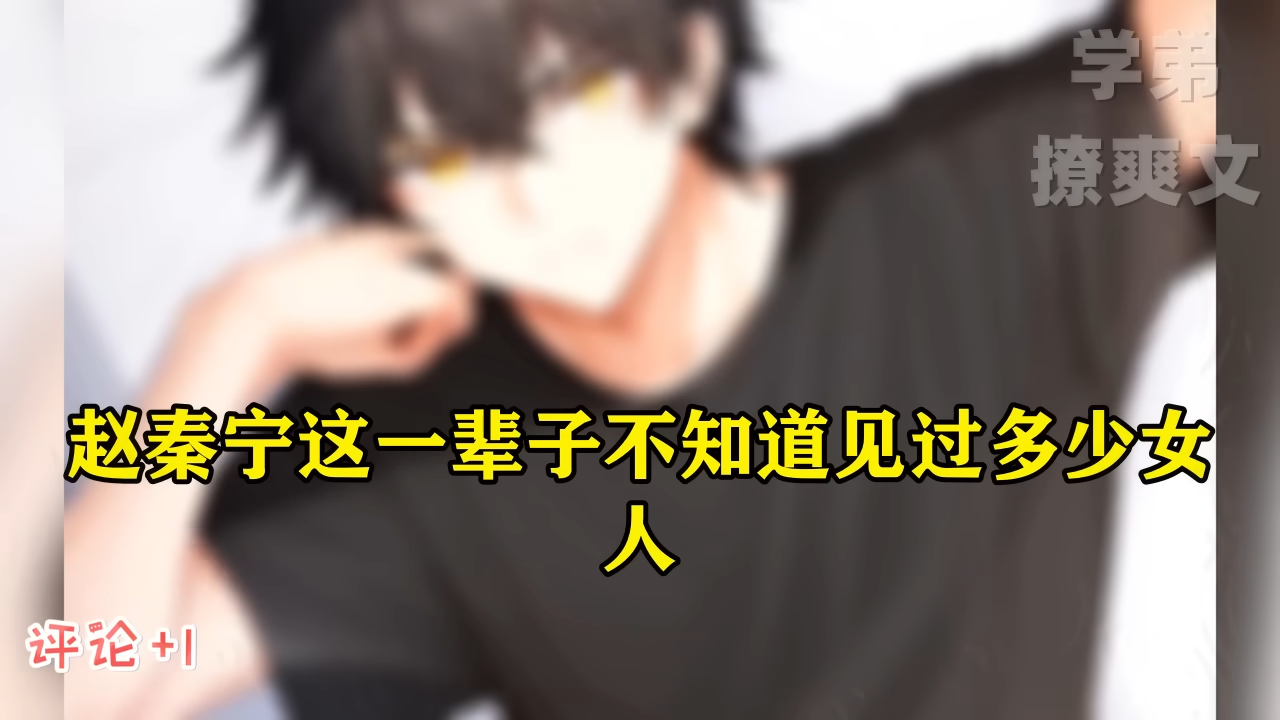 学弟
撩爽文
赵秦宁这一辈子不知道见过多少女
人
评论+1